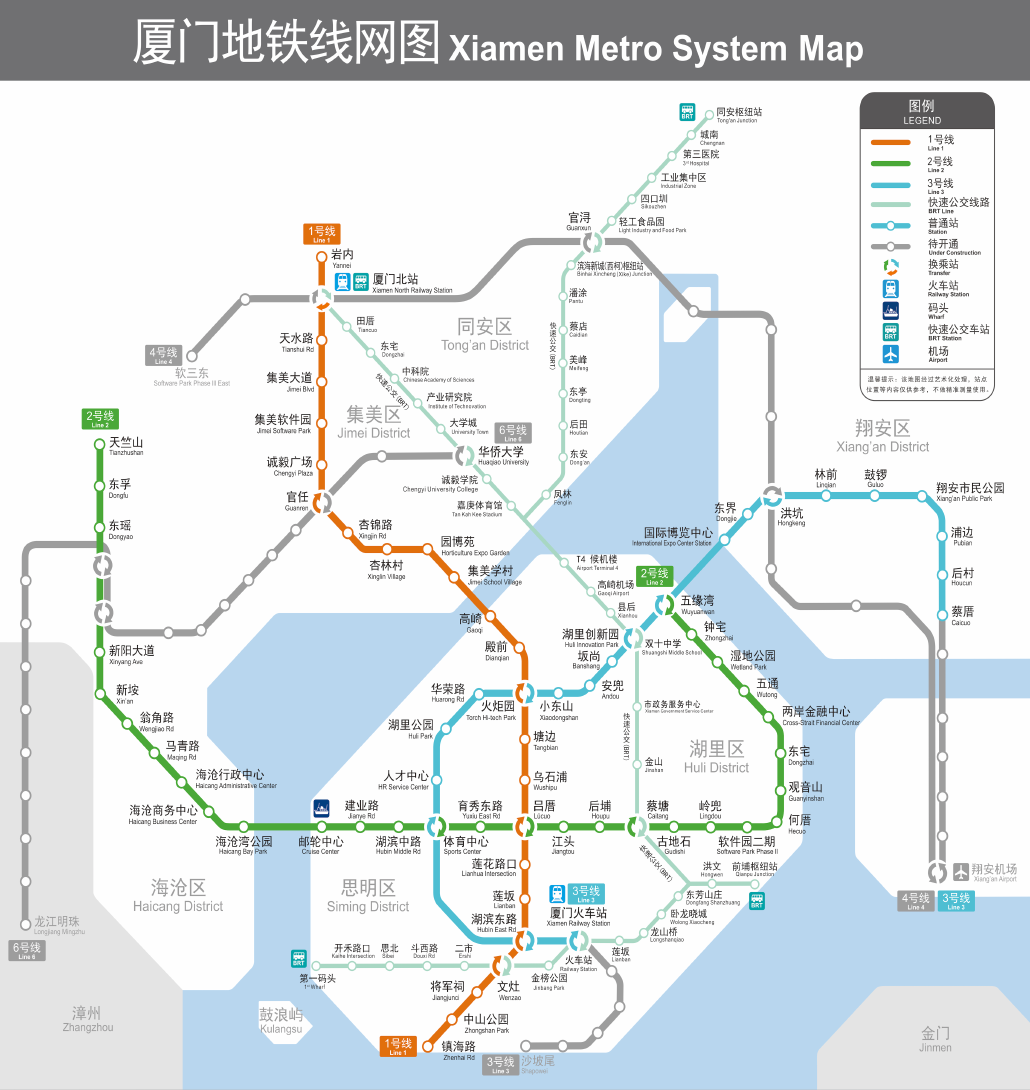 厦门地铁线网图 Xiamen Metro System Map
图例
LEGEND
1号线
Line 1
2号线
Line 2
3号线
Line 3
快速公交线路
BRT Line
普通站
Station
待开通
Under Construction
换乘站
Transfer
火车站
Railway Station
码头
Wharf
BRT
快速公交车站
BRT Station
机场
Airport
温馨提示：该地图经过艺术化处理，站点
位置等内容仅供参考，不做精准测量使用。
BRT
同安枢纽站
Tong'an Junction
城南
Chengnan
第三医院
3rd Hospital
工业集中区
Industrial Zone
四口圳
Sikouzhen
轻工食品园
Light Industry and Food Park
官浔
Guanxun
滨海新城(西柯)枢纽站
Binhai Xincheng (Xike) Junction
潘涂
Pantu
蔡店
Caidian
美峰
Meifeng
东亭
Dongting
后田
Houtian
东安
Dong'an
凤林
Fenglin
快速公交(BRT)
1号线
Line 1
岩内
Yannei
BRT
厦门北站
Xiamen North Railway Station
田厝
Tiancuo
东宅
Dongzhai
中科院
Chinese Academy of Sciences
产业研究院
Institute of Technovation
大学城
University Town
快速公交(BRT)
6号线
Line 6
华侨大学
Huaqiao University
诚毅学院
Chengyi University College
嘉庚体育馆
Tan Kah Kee Stadium
同安区
Tong'an District
集美区
Jimei District
翔安区
Xiang'an District
4号线
Line 4
软三东
Software Park Phase III East
天水路
Tianshui Rd
集美大道
Jimei Blvd
集美软件园
Jimei Software Park
诚毅广场
Chengyi Plaza
官任
Guanren
杏锦路
Xingjin Rd
杏林村
Xinglin Village
园博苑
Horticulture Expo Garden
集美学村
Jimei School Village
高崎
Gaoqi
殿前
Dianqian
2号线
Line 2
天竺山
Tianzhushan
东孚
Dongfu
东瑶
Dongyao
新阳大道
Xinyang Ave
新垵
Xin'an
翁角路
Wengjiao Rd
马青路
Maqing Rd
海沧行政中心
Haicang Administrative Center
海沧商务中心
Haicang Business Center
海沧湾公园
Haicang Bay Park
邮轮中心
Cruise Center
建业路
Jianye Rd
湖滨中路
Hubin Middle Rd
体育中心
Sports Center
育秀东路
Yuxiu East Rd
吕厝
Lücuo
江头
Jiangtou
后埔
Houpu
蔡塘
Caitang
古地石
Gudishi
岭兜
Lingdou
软件园二期
Software Park Phase II
何厝
Hecuo
观音山
Guanyinshan
东宅
Dongzhai
两岸金融中心
Cross-Strait Financial Center
五通
Wutong
湿地公园
Wetland Park
钟宅
Zhongzhai
2号线
Line 2
五缘湾
Wuyuanwan
国际博览中心
International Expo Center Station
东界
Dongjie
洪坑
Hongkeng
林前
Linqian
鼓锣
Guluo
翔安市民公园
Xiang'an Public Park
浦边
Pubian
后村
Houcun
蔡厝
Caicuo
T4 候机楼
Airport Terminal 4
高崎机场
Gaoqi Airport
县后
Xianhou
湖里创新园
Huli Innovation Park
双十中学
Shuangshi Middle School
坂尚
Banshang
安兜
Andou
小东山
Xiaodongshan
火炬园
Torch Hi-tech Park
华荣路
Huarong Rd
湖里公园
Huli Park
人才中心
HR Service Center
塘边
Tangbian
乌石浦
Wushipu
市政务服务中心
Xiamen Government Service Center
快速公交(BRT)
金山
Jinshan
湖里区
Huli District
莲花路口
Lianhua Intersection
莲坂
Lianban
湖滨东路
Hubin East Rd
3号线
Line 3
厦门火车站
Xiamen Railway Station
快速公交(BRT)
洪文
Hongwen
前埔枢纽站
Qianpu Junction
BRT
东芳山庄
Dongfang Shanzhuang
卧龙晓城
Wolong Xiaocheng
龙山桥
Longshanqiao
莲坂
Lianban
火车站
Railway Station
金榜公园
Jinbang Park
文灶
Wenzao
二市
Ershi
斗西路
Douxi Rd
思北
Sibei
开禾路口
Kaihe Intersection
第一码头
1st Wharf
BRT
将军祠
Jiangjunci
中山公园
Zhongshan Park
镇海路
Zhenhai Rd
1号线
Line 1
3号线
Line 3
沙坡尾
Shapowei
海沧区
Haicang District
思明区
Siming District
龙江明珠
Longjiang Mingzhu
6号线
Line 6
漳州
Zhangzhou
鼓浪屿
Kulangsu
翔安机场
Xiang'an Airport
4号线
Line 4
3号线
Line 3
金门
Jinmen